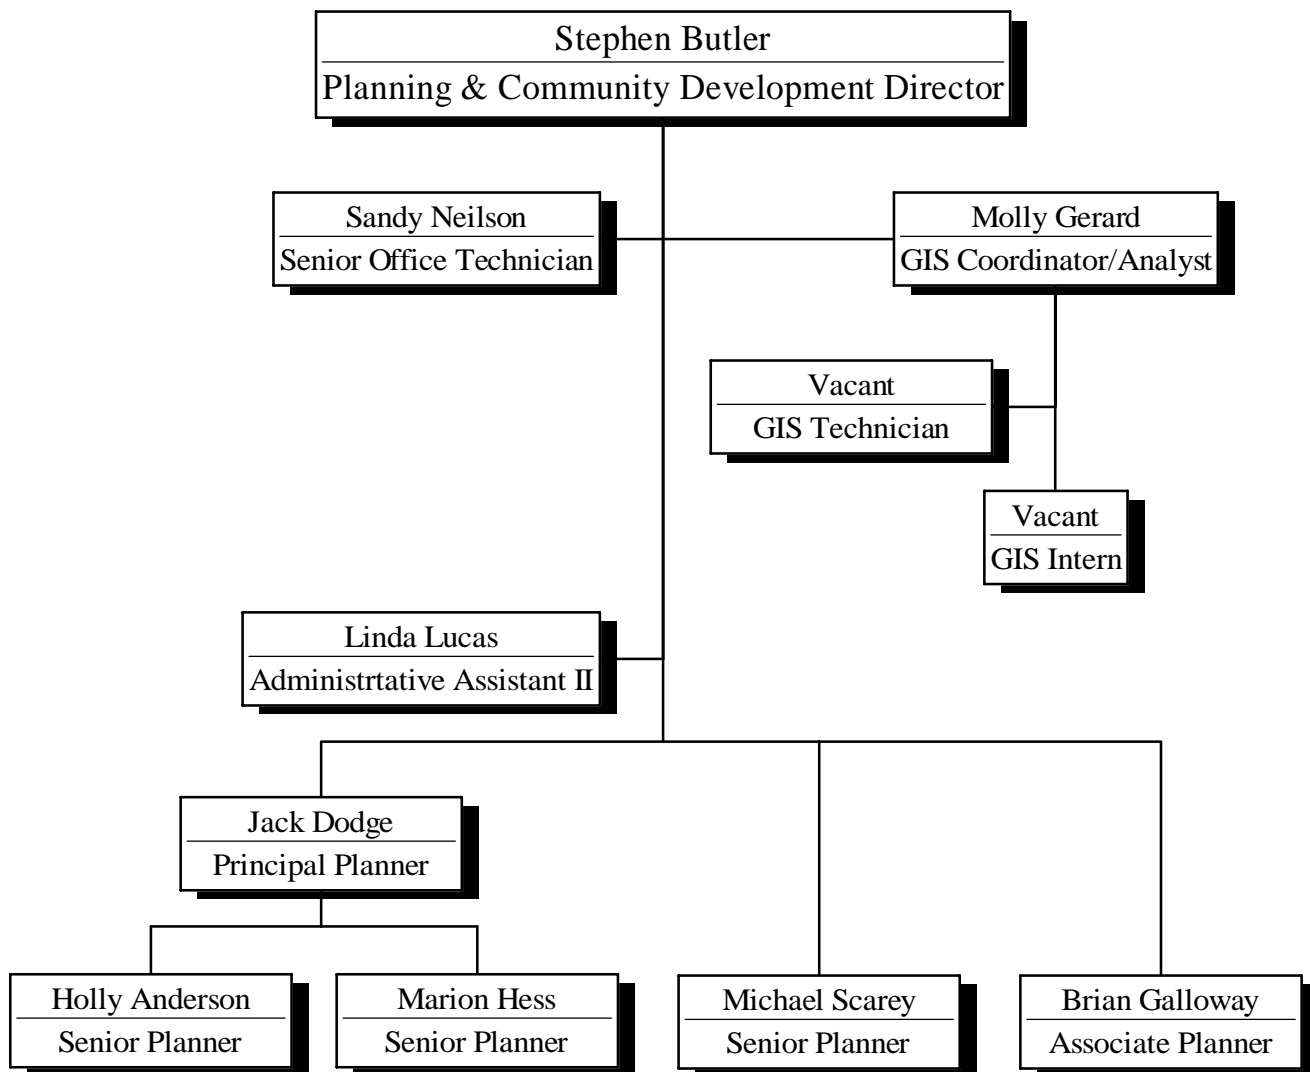 Stephen Butler
Planning & Community Development Director
Sandy Neilson
Senior Office Technician
Molly Gerard
GIS Coordinator/Analyst
Vacant
GIS Technician
Vacant
GIS Intern
Linda Lucas
Administrtative Assistant II
Jack Dodge
Principal Planner
Holly Anderson
Senior Planner
Marion Hess
Senior Planner
Michael Scarey
Senior Planner
Brian Galloway
Associate Planner